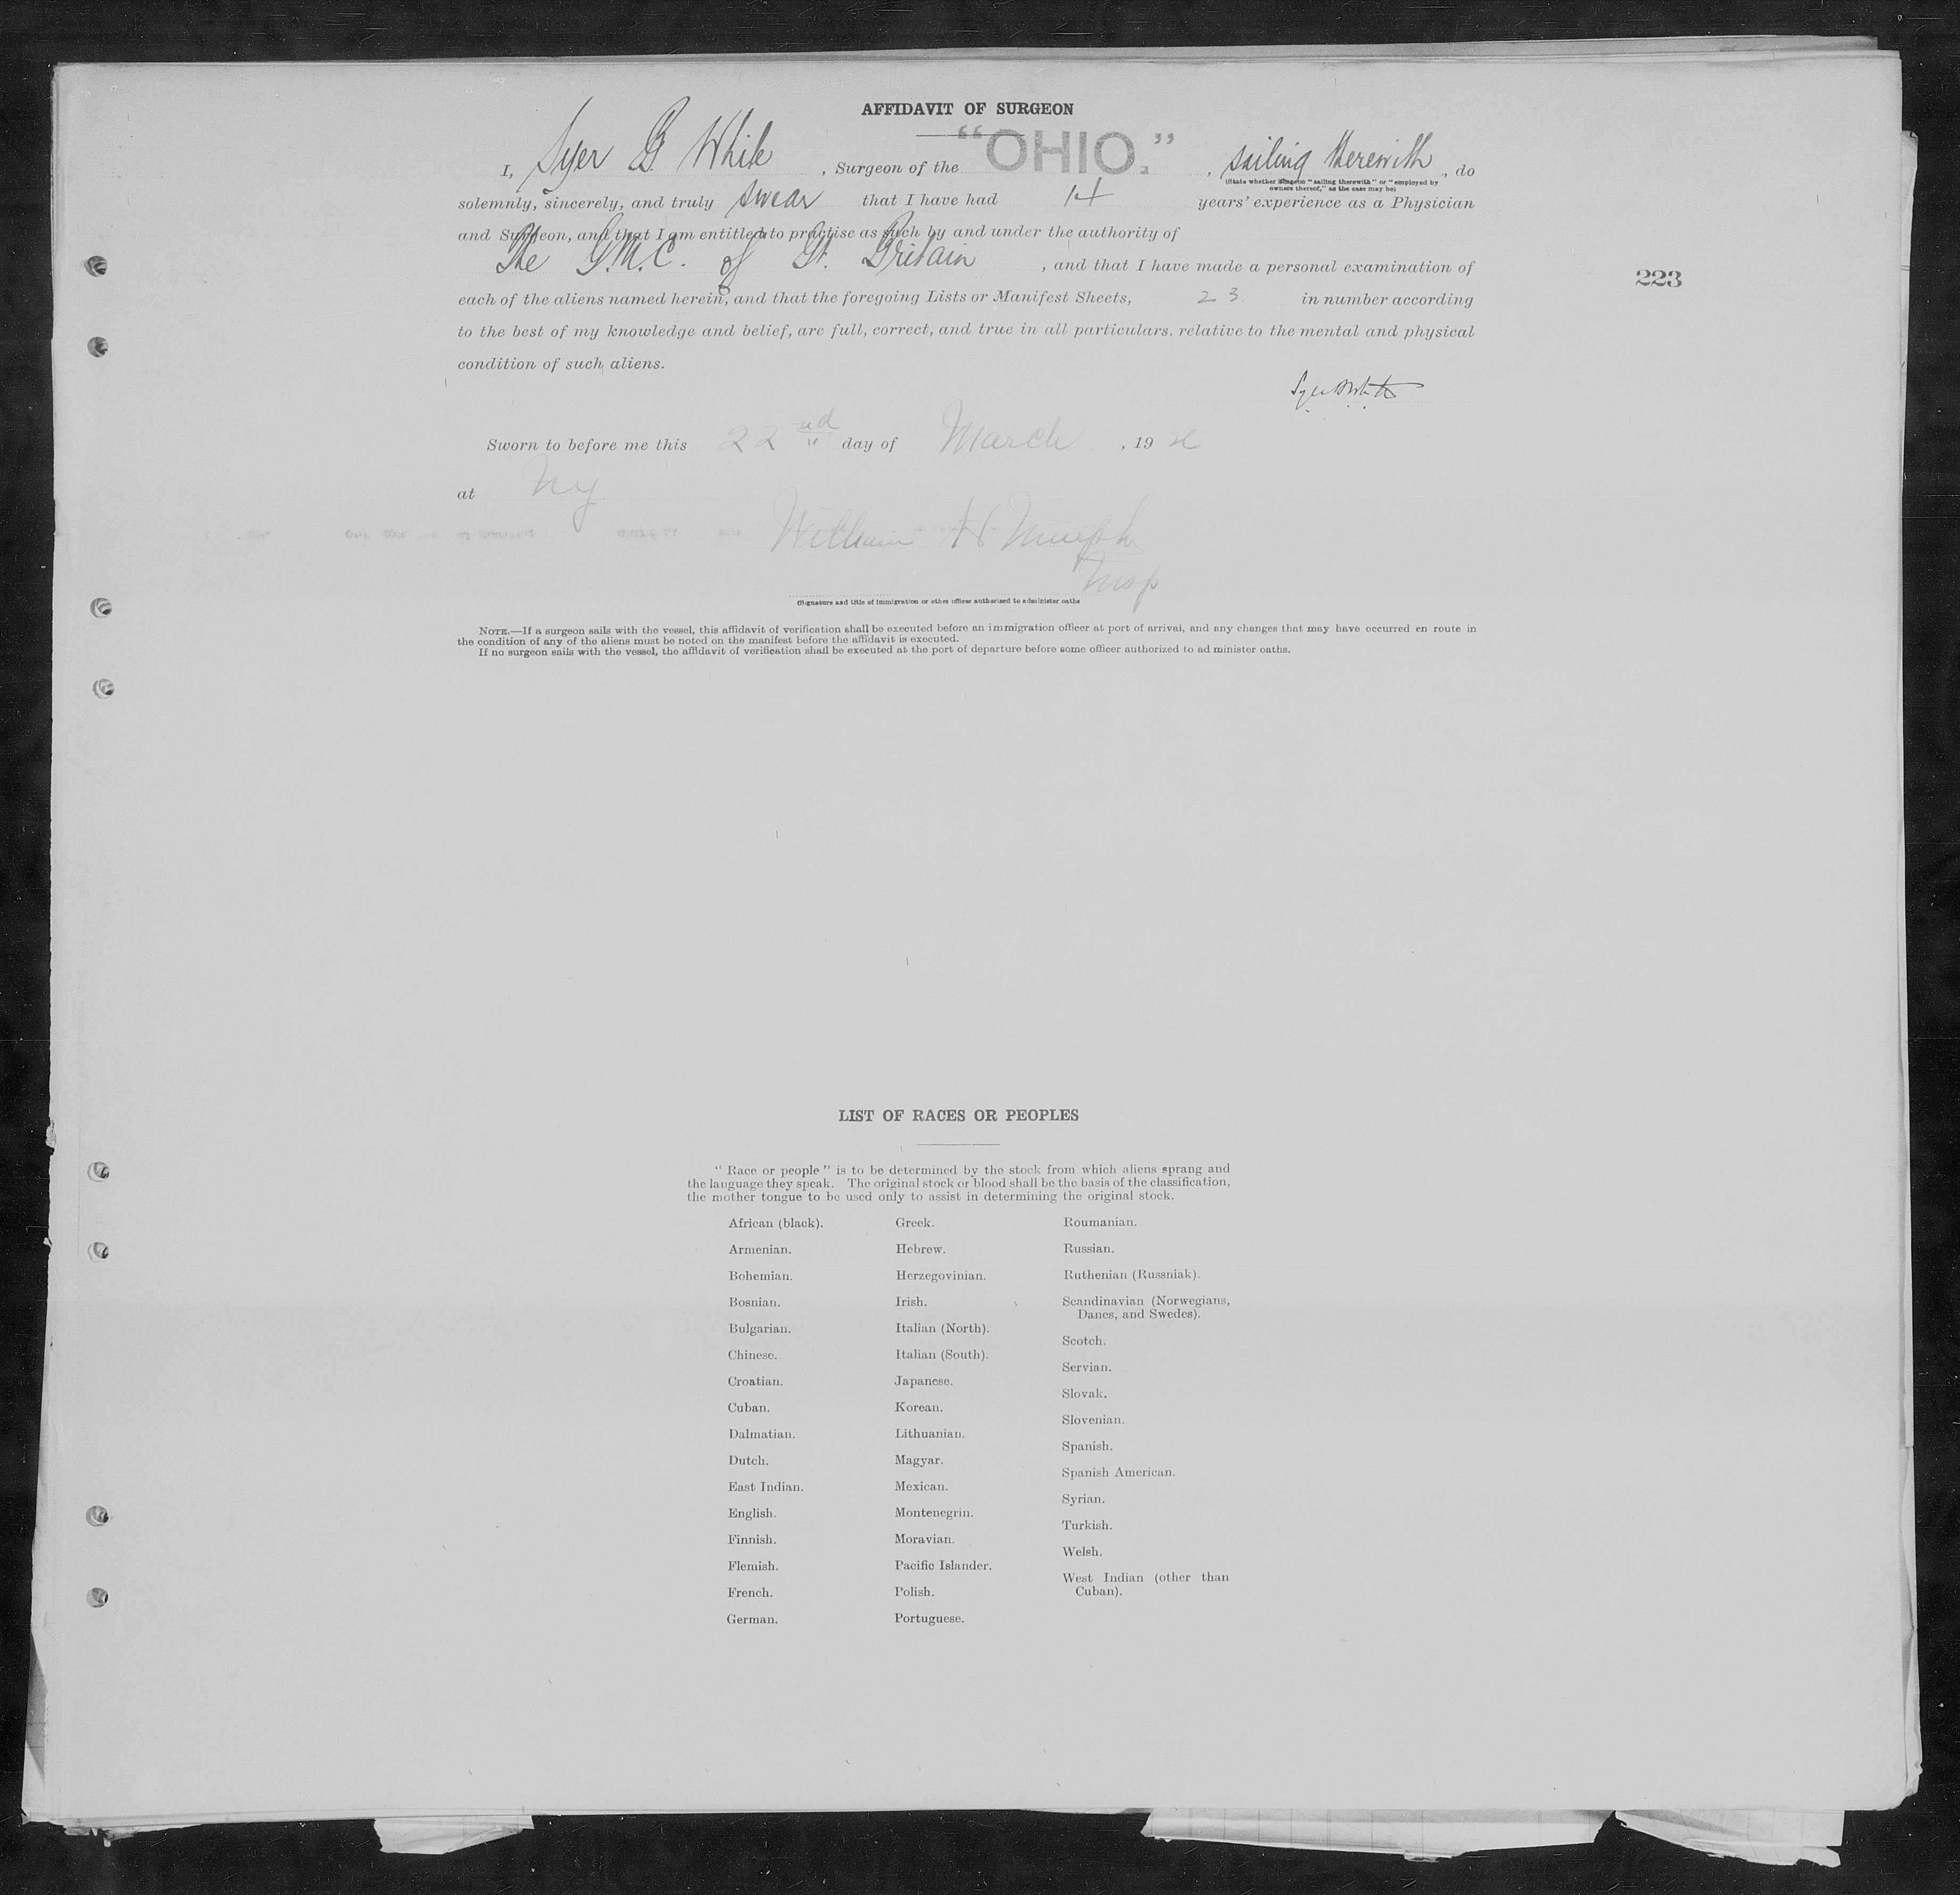 AFFIDAVIT OF SURGEON
I, Syer B. White, Surgeon of the "OHIO.", sailing therewith, do
(State whether Surgeon "sailing therewith" or "employed by
owners thereof," as the case may be)
solemnly, sincerely, and truly swear that I have had 14 years' experience as a Physician
and Surgeon, and that I am entitled to practise as such by and under the authority of
The G.M.C. of Gt. Britain, and that I have made a personal examination of
223
each of the aliens named herein, and that the foregoing Lists or Manifest Sheets, 23 in number according
to the best of my knowledge and belief, are full, correct, and true in all particulars. relative to the mental and physical
condition of such aliens.
Sworn to before me this 22nd day of March, 19
at NY
William H Murph
Insp
(Signature and title of immigration or other officer authorised to administer oaths
NOTE.—If a surgeon sails with the vessel, this affidavit of verification shall be executed before an immigration officer at port of arrival, and any changes that may have occurred en route in
the condition of any of the aliens must be noted on the manifest before the affidavit is executed.
If no surgeon sails with the vessel, the affidavit of verification shall be executed at the port of departure before some officer authorized to ad minister oaths.
LIST OF RACES OR PEOPLES
"Race or people" is to be determined by the stock from which aliens sprang and
the language they speak. The original stock or blood shall be the basis of the classification,
the mother tongue to be used only to assist in determining the original stock.
African (black).
Armenian.
Bohemian.
Bosnian.
Bulgarian.
Chinese.
Croatian.
Cuban.
Dalmatian.
Dutch.
East Indian.
English.
Finnish.
Flemish.
French.
German.
Greek.
Hebrew.
Herzegovinian.
Irish.
Italian (North).
Italian (South).
Japanese.
Korean.
Lithuanian.
Magyar.
Mexican.
Montenegrin.
Moravian.
Pacific Islander.
Polish.
Portuguese.
Roumanian.
Russian.
Ruthenian (Russniak).
Scandinavian (Norwegians,
Danes, and Swedes).
Scotch.
Servian.
Slovak.
Slovenian.
Spanish.
Spanish American.
Syrian.
Turkish.
Welsh.
West Indian (other than
Cuban).